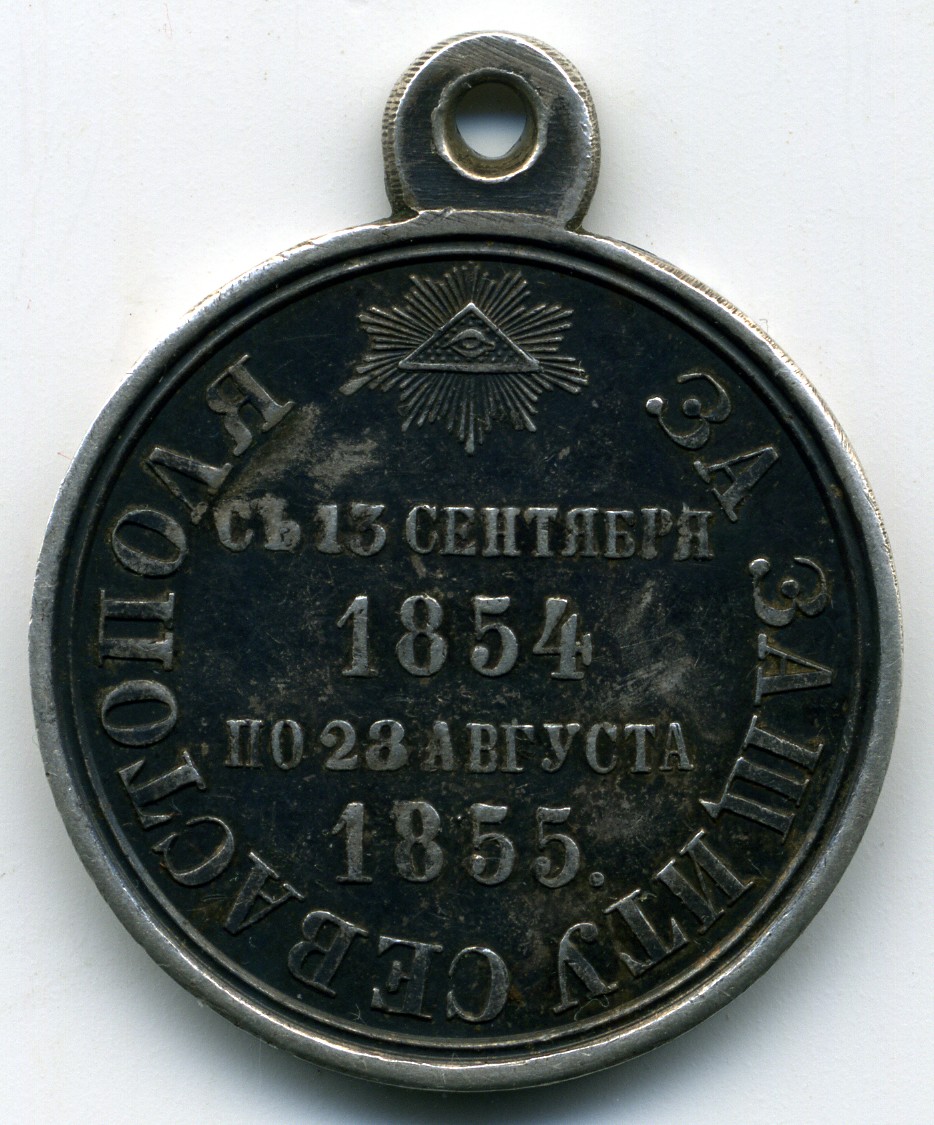 ЗА ЗАЩИТУ СЕВАСТОПОЛЯ
СЪ 13 СЕНТЯБРЯ
1854
ПО 28 АВГУСТА
1855.